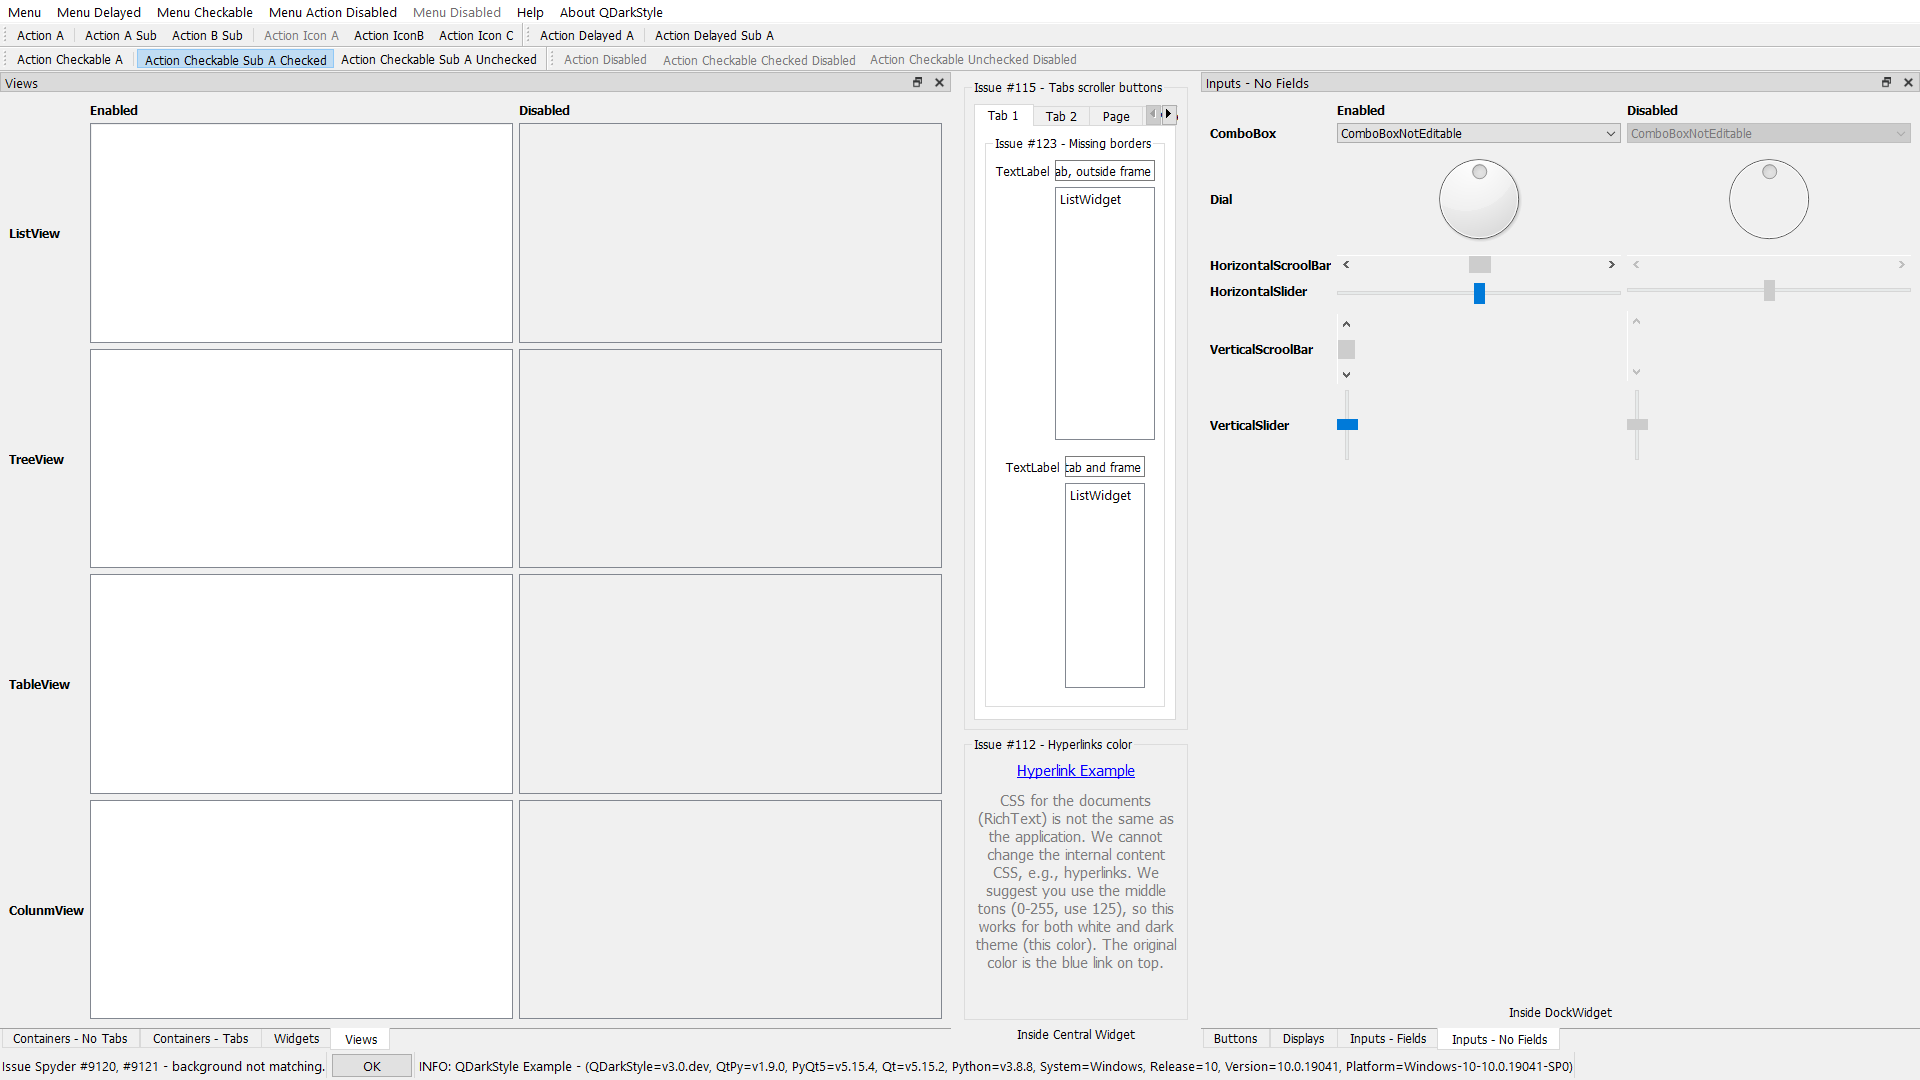 Menu Menu Delayed Menu Checkable Menu Action Disabled Menu Disabled Help About QDarkStyle
Action A Action A Sub Action B Sub Action Icon A Action IconB Action Icon C Action Delayed A Action Delayed Sub A
Action Checkable A Action Checkable Sub A Checked Action Checkable Sub A Unchecked Action Disabled Action Checkable Checked Disabled Action Checkable Unchecked Disabled
Views
Enabled Disabled
ListView
TreeView
TableView
ColunmView
Containers - No Tabs Containers - Tabs Widgets Views
Issue #115 - Tabs scroller buttons
Tab 1 Tab 2 Page
Issue #123 - Missing borders
TextLabel ab, outside frame
ListWidget
TextLabel tab and frame
ListWidget
Issue #112 - Hyperlinks color
Hyperlink Example
CSS for the documents
(RichText) is not the same as
the application. We cannot
change the internal content
CSS, e.g., hyperlinks. We
suggest you use the middle
tons (0-255, use 125), so this
works for both white and dark
theme (this color). The original
color is the blue link on top.
Inside Central Widget
Inputs - No Fields
Enabled Disabled
ComboBox ComboBoxNotEditable ComboBoxNotEditable
Dial
HorizontalScroolBar
HorizontalSlider
VerticalScroolBar
VerticalSlider
Inside DockWidget
Buttons Displays Inputs - Fields Inputs - No Fields
Issue Spyder #9120, #9121 - background not matching. OK INFO: QDarkStyle Example - (QDarkStyle=v3.0.dev, QtPy=v1.9.0, PyQt5=v5.15.4, Qt=v5.15.2, Python=v3.8.8, System=Windows, Release=10, Version=10.0.19041, Platform=Windows-10-10.0.19041-SP0)